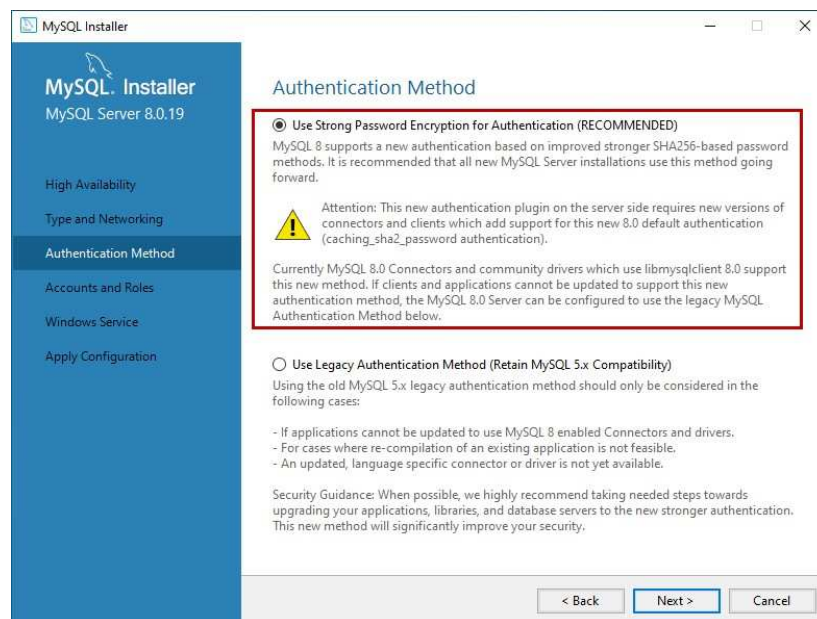 MySQL Installer
MySQL. Installer
MySQL Server 8.0.19
High Availability
Type and Networking
Authentication Method
Accounts and Roles
Windows Service
Apply Configuration
Authentication Method
Use Strong Password Encryption for Authentication (RECOMMENDED)
MySQL 8 supports a new authentication based on improved stronger SHA256-based password
methods. It is recommended that all new MySQL Server installations use this method going
forward.
Attention: This new authentication plugin on the server side requires new versions of
connectors and clients which add support for this new 8.0 default authentication
(caching_sha2_password authentication).
Currently MySQL 8.0 Connectors and community drivers which use libmysqlclient 8.0 support
this new method. If clients and applications cannot be updated to support this new
authentication method, the MySQL 8.0 Server can be configured to use the legacy MySQL
Authentication Method below.
Use Legacy Authentication Method (Retain MySQL 5.x Compatibility)
Using the old MySQL 5.x legacy authentication method should only be considered in the
following cases:
- If applications cannot be updated to use MySQL 8 enabled Connectors and drivers.
- For cases where re-compilation of an existing application is not feasible.
- An updated, language specific connector or driver is not yet available.
Security Guidance: When possible, we highly recommend taking needed steps towards
upgrading your applications, libraries, and database servers to the new stronger authentication.
This new method will significantly improve your security.
< Back
Next >
Cancel